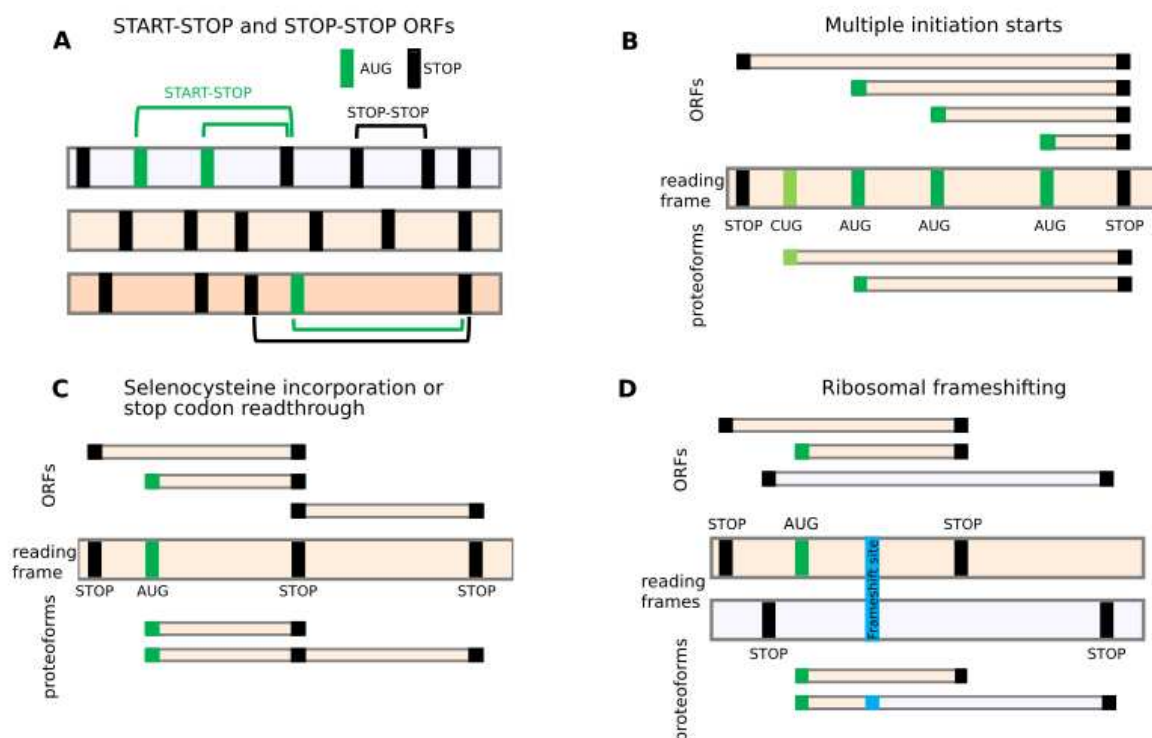 A
START-STOP and STOP-STOP ORFs
AUG
STOP
START-STOP
STOP-STOP
B
Multiple initiation starts
ORFs
reading
frame
STOP CUG AUG AUG AUG STOP
proteoforms
C
Selenocysteine incorporation or
stop codon readthrough
ORFs
reading
frame
STOP AUG STOP STOP
proteoforms
D
Ribosomal frameshifting
ORFs
STOP AUG STOP
Frameshift site
reading
frames
STOP STOP
proteoforms